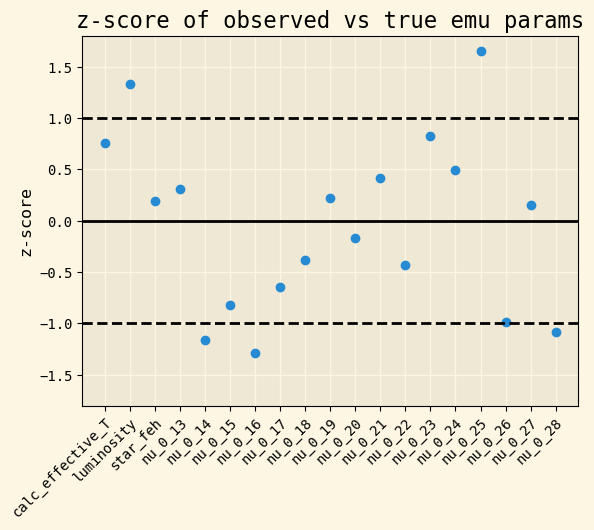 z-score of observed vs true emu params
z-score
1.5
1.0
0.5
0.0
−0.5
−1.0
−1.5
calc_effective_T
luminosity
star_feh
nu_0_13
nu_0_14
nu_0_15
nu_0_16
nu_0_17
nu_0_18
nu_0_19
nu_0_20
nu_0_21
nu_0_22
nu_0_23
nu_0_24
nu_0_25
nu_0_26
nu_0_27
nu_0_28